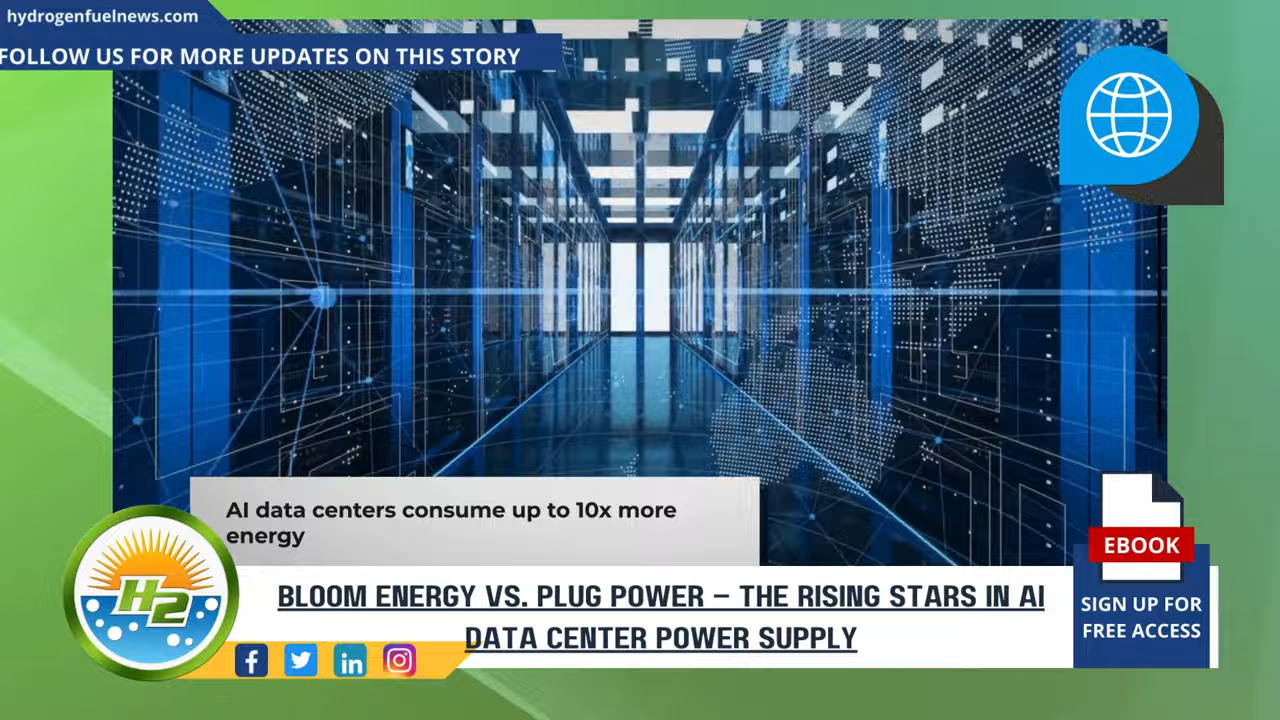 hydrogenfuelnews.com
FOLLOW US FOR MORE UPDATES ON THIS STORY
AI data centers consume up to 10x more
energy
H2
BLOOM ENERGY VS. PLUG POWER – THE RISING STARS IN AI
DATA CENTER POWER SUPPLY
EBOOK
SIGN UP FOR
FREE ACCESS